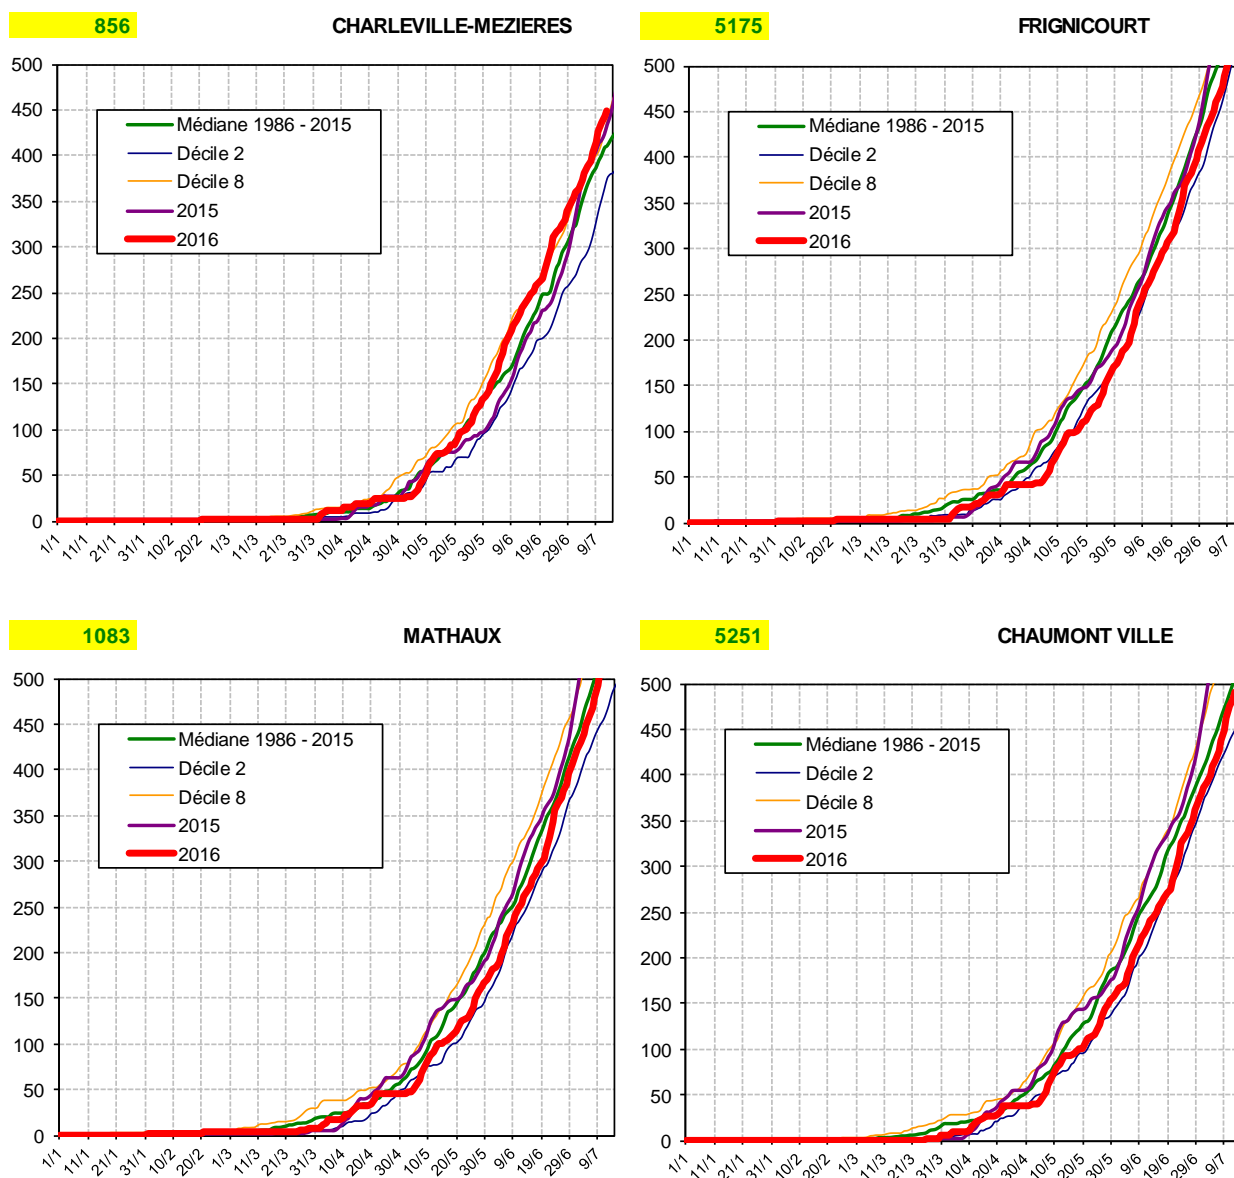 856 CHARLEVILLE-MEZIERES
500
450
400
350
300
250
200
150
100
50
0
Médiane 1986 - 2015
Décile 2
Décile 8
2015
2016
1/1 11/1 21/1 31/1 10/2 20/2 1/3 11/3 21/3 31/3 10/4 20/4 30/4 10/5 20/5 30/5 9/6 19/6 29/6 9/7
5175 FRIGNICOURT
500
450
400
350
300
250
200
150
100
50
0
Médiane 1986 - 2015
Décile 2
Décile 8
2015
2016
1/1 11/1 21/1 31/1 10/2 20/2 1/3 11/3 21/3 31/3 10/4 20/4 30/4 10/5 20/5 30/5 9/6 19/6 29/6 9/7
1083 MATHAUX
500
450
400
350
300
250
200
150
100
50
0
Médiane 1986 - 2015
Décile 2
Décile 8
2015
2016
1/1 11/1 21/1 31/1 10/2 20/2 1/3 11/3 21/3 31/3 10/4 20/4 30/4 10/5 20/5 30/5 9/6 19/6 29/6 9/7
5251 CHAUMONT VILLE
500
450
400
350
300
250
200
150
100
50
0
Médiane 1986 - 2015
Décile 2
Décile 8
2015
2016
1/1 11/1 21/1 31/1 10/2 20/2 1/3 11/3 21/3 31/3 10/4 20/4 30/4 10/5 20/5 30/5 9/6 19/6 29/6 9/7